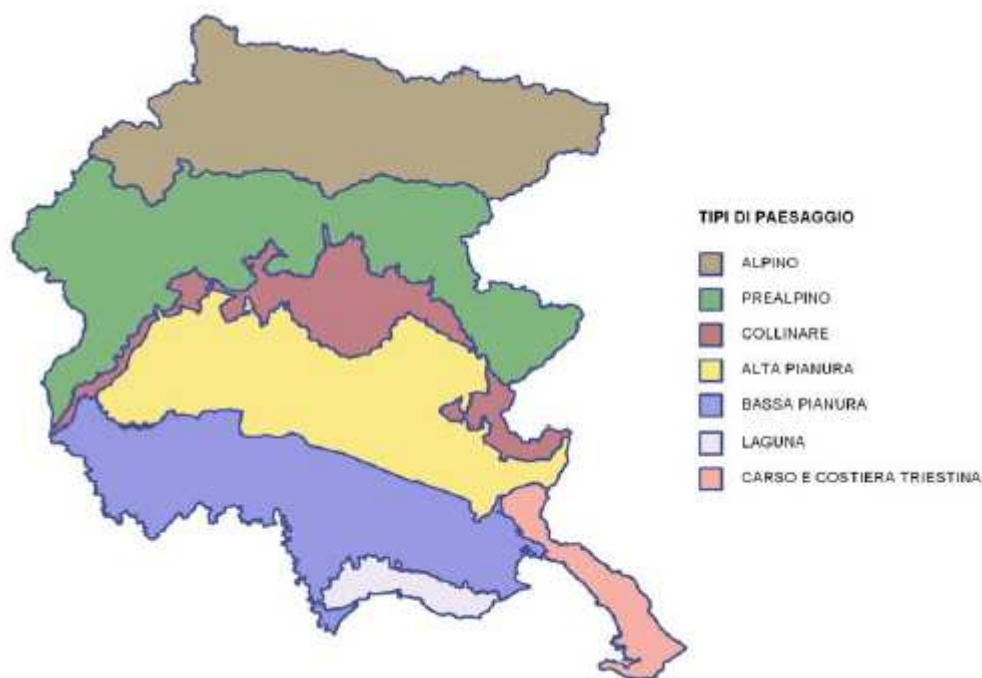 TIPI DI PAESAGGIO
ALPINO
PREALPINO
COLLINARE
ALTA PIANURA
BASSA PIANURA
LAGUNA
CARSO E COSTIERA TRIESTINA